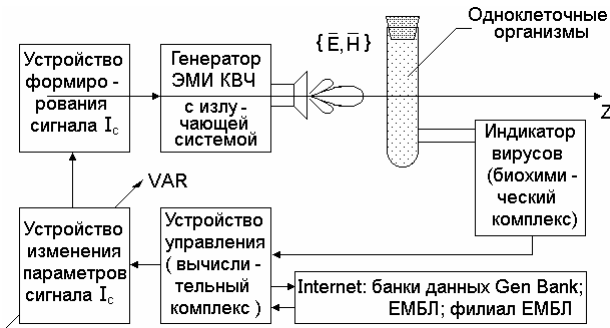 Устройство
формиро -
рования
сигнала Iс
Генератор
ЭМИ КВЧ
с излу -
чающей
системой
{E̅,H̅}
Одноклеточные
организмы
Z
Индикатор
вирусов
(биохими -
ческий
комплекс)
VAR
Устройство
изменения
параметров
сигнала Iс
Устройство
управления
( вычисли -
тельный
комплекс )
Internet: банки данных Gen Bank;
ЕМБЛ; филиал ЕМБЛ